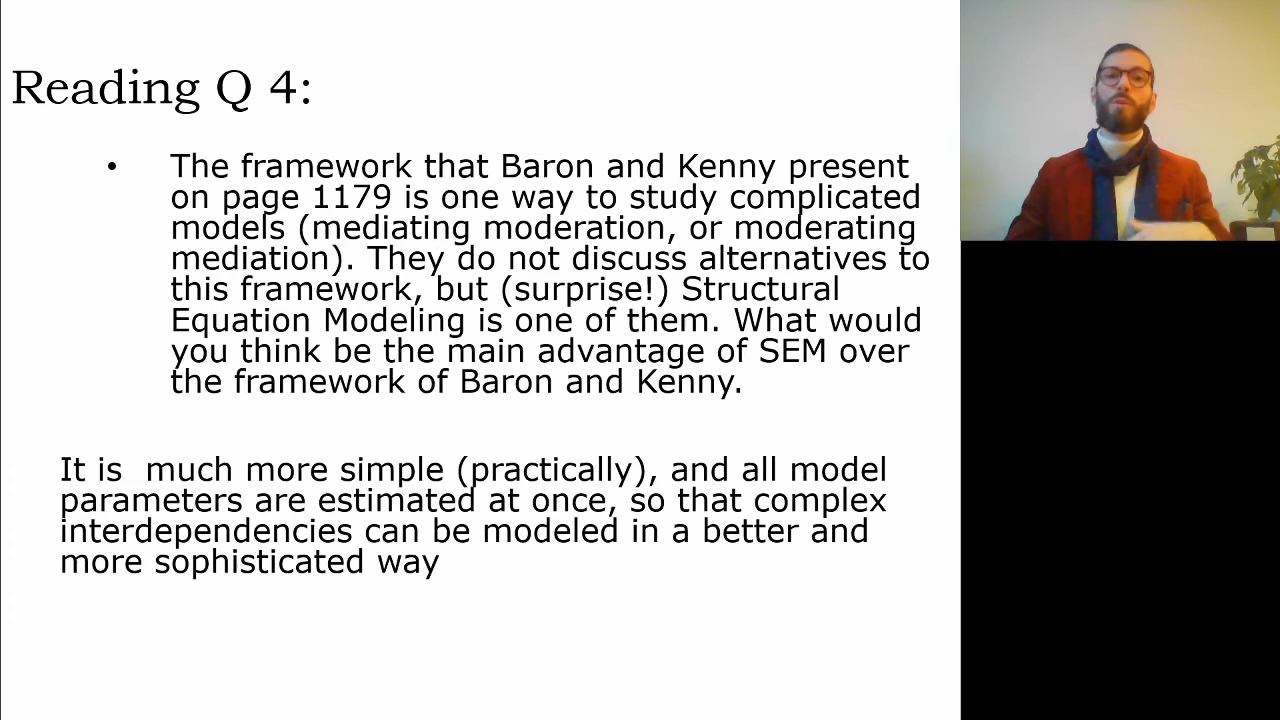 Reading Q 4:
• The framework that Baron and Kenny present
on page 1179 is one way to study complicated
models (mediating moderation, or moderating
mediation). They do not discuss alternatives to
this framework, but (surprise!) Structural
Equation Modeling is one of them. What would
you think be the main advantage of SEM over
the framework of Baron and Kenny.
It is  much more simple (practically), and all model
parameters are estimated at once, so that complex
interdependencies can be modeled in a better and
more sophisticated way